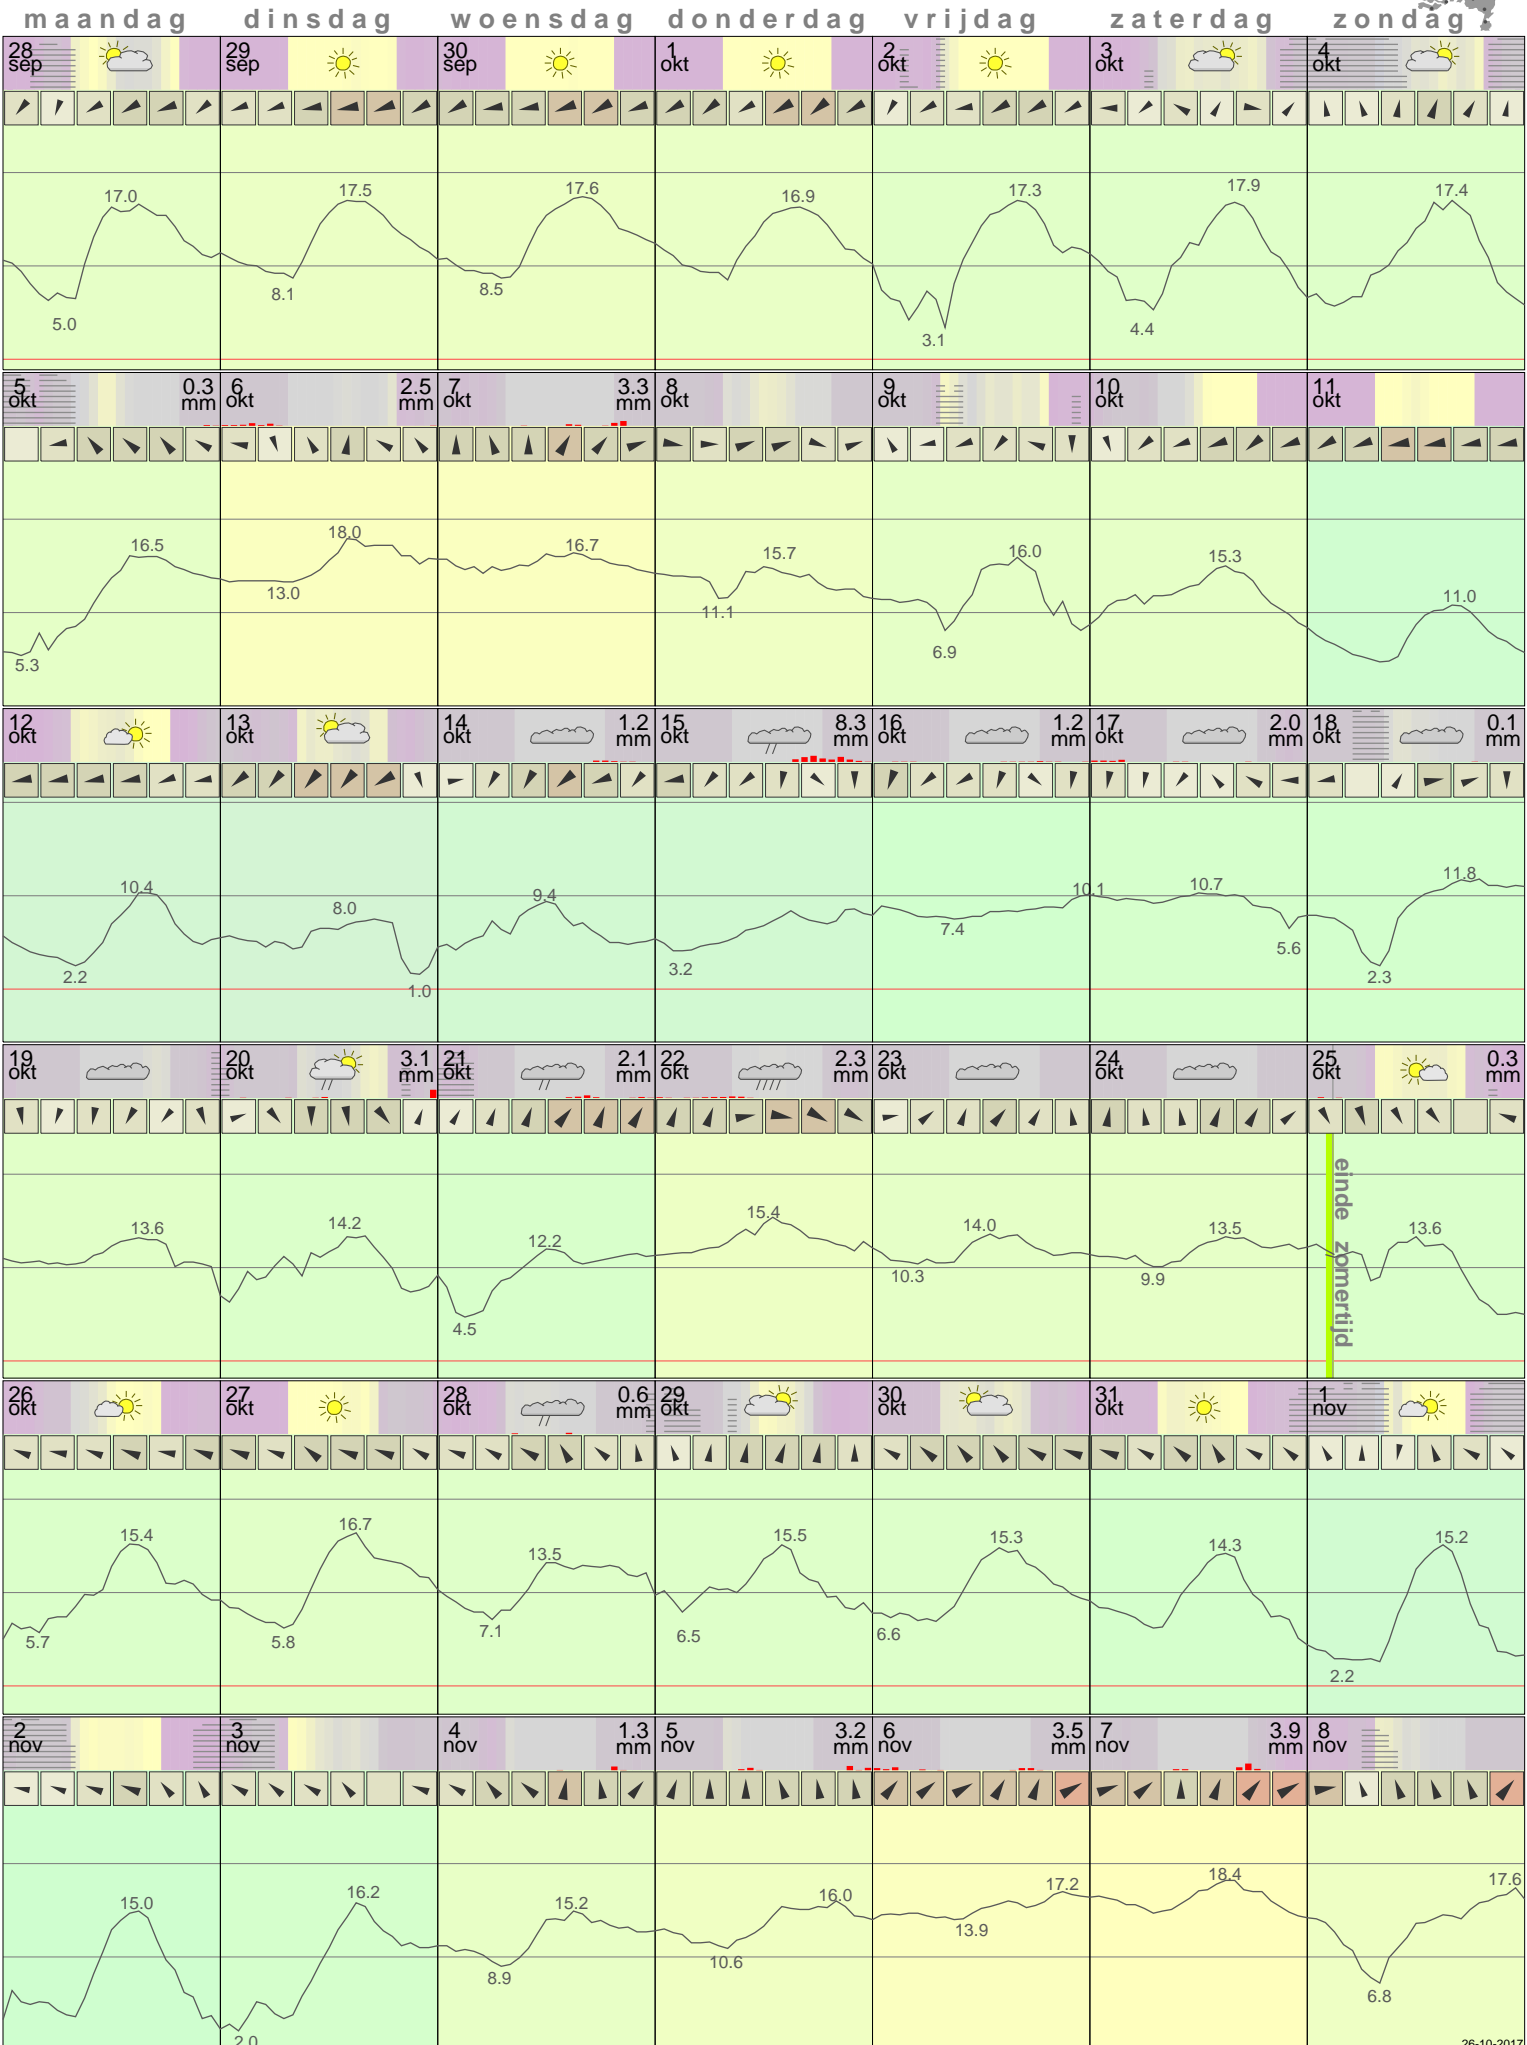 maandag dinsdag woensdag donderdag vrijdag zaterdag zondag
28 29 30 1 2 3 4
sep sep sep okt okt okt okt
17.0 17.5 17.6 16.9 17.3 17.9 17.4
5.0 8.1 8.5 3.1 4.4
5 0.3 6 2.5 7 3.3 8 9 10 11
okt mm okt mm okt mm okt okt okt okt
16.5 18.0 16.7 15.7 16.0 15.3 11.0
5.3 13.0 11.1 6.9
12 13 14 1.2 15 8.3 16 1.2 17 2.0 18 0.1
okt okt okt mm okt mm okt mm okt mm okt mm
10.4 8.0 9.4 10.1 10.7 11.8
2.2 1.0 3.2 7.4 5.6 2.3
19 20 3.1 21 2.1 22 2.3 23 24 25 0.3
okt okt mm okt mm okt mm okt okt okt mm
einde zomertijd
13.6 14.2 12.2 15.4 14.0 13.5 13.6
4.5 10.3 9.9
26 27 28 0.6 29 30 31 1
okt okt okt mm okt okt okt nov
15.4 16.7 13.5 15.5 15.3 14.3 15.2
5.7 5.8 7.1 6.5 6.6 2.2
2 3 4 1.3 5 3.2 6 3.5 7 3.9 8
nov nov nov mm nov mm nov mm nov mm nov
15.0 16.2 15.2 16.0 17.2 18.4 17.6
2.0 8.9 10.6 13.9 6.8
26-10-2017